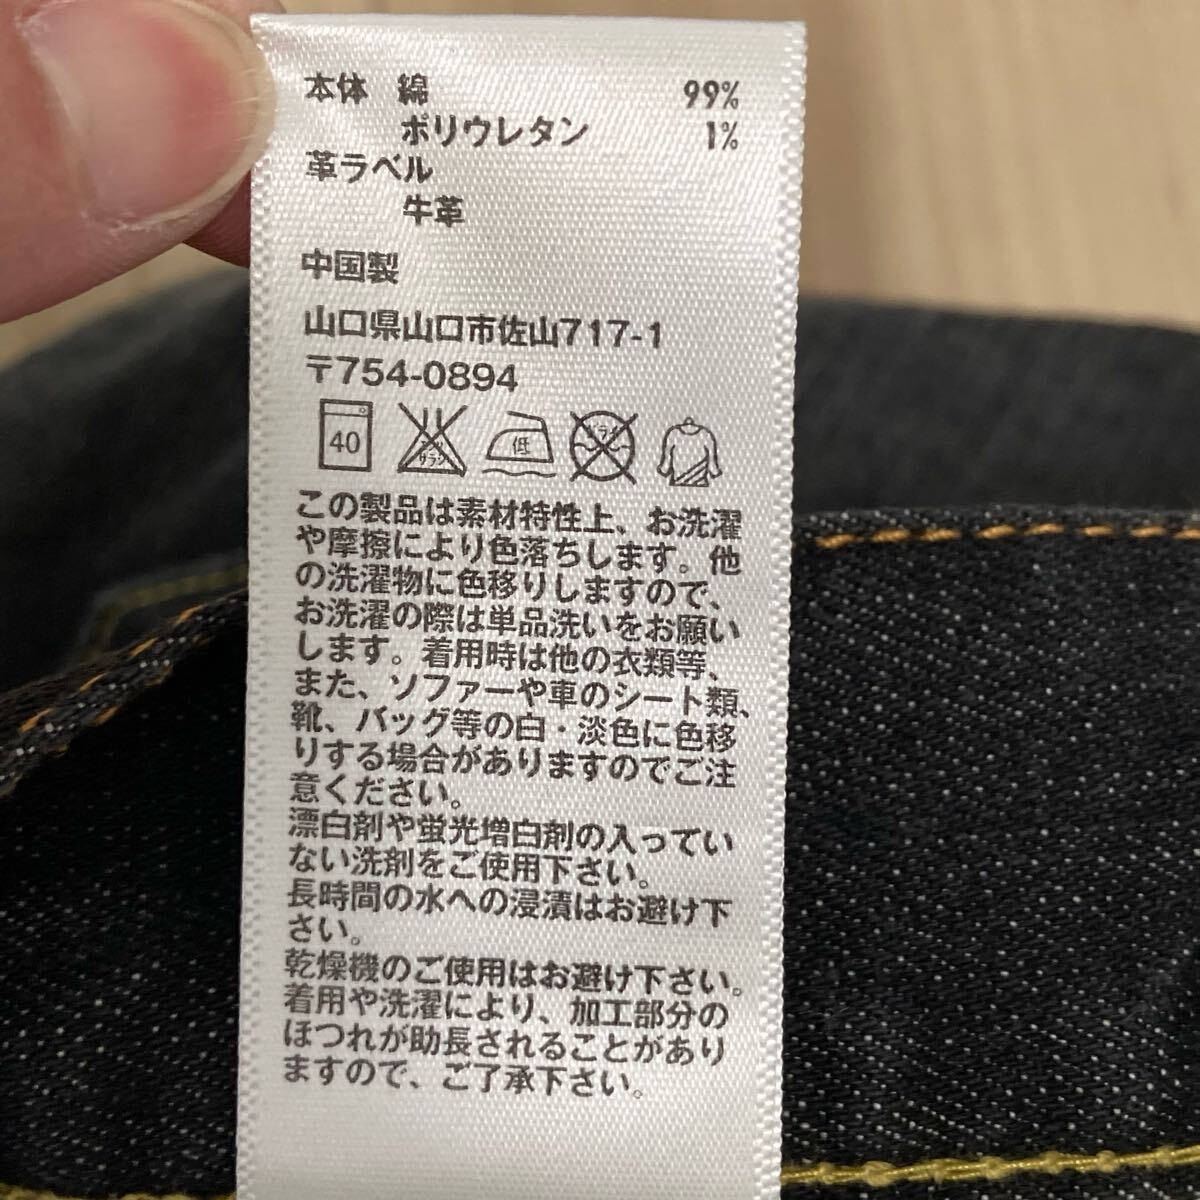 本体 綿 99%
ポリウレタン 1%
革ラベル
牛革
中国製
山口県山口市佐山717-1
〒754-0894
40 エンソ サラシ 低 ドライ
この製品は素材特性上、お洗濯
や摩擦により色落ちします。他
の洗濯物に色移りしますので、
お洗濯の際は単品洗いをお願い
します。着用時は他の衣類等、
また、ソファーや車のシート類、
靴、バッグ等の白・淡色に色移
りする場合がありますのでご注
意ください。
漂白剤や蛍光増白剤の入ってい
ない洗剤をご使用下さい。
長時間の水への浸漬はお避け下
さい。
乾燥機のご使用はお避け下さい。
着用や洗濯により、加工部分の
ほつれが助長されることがあり
ますので、ご了承下さい。